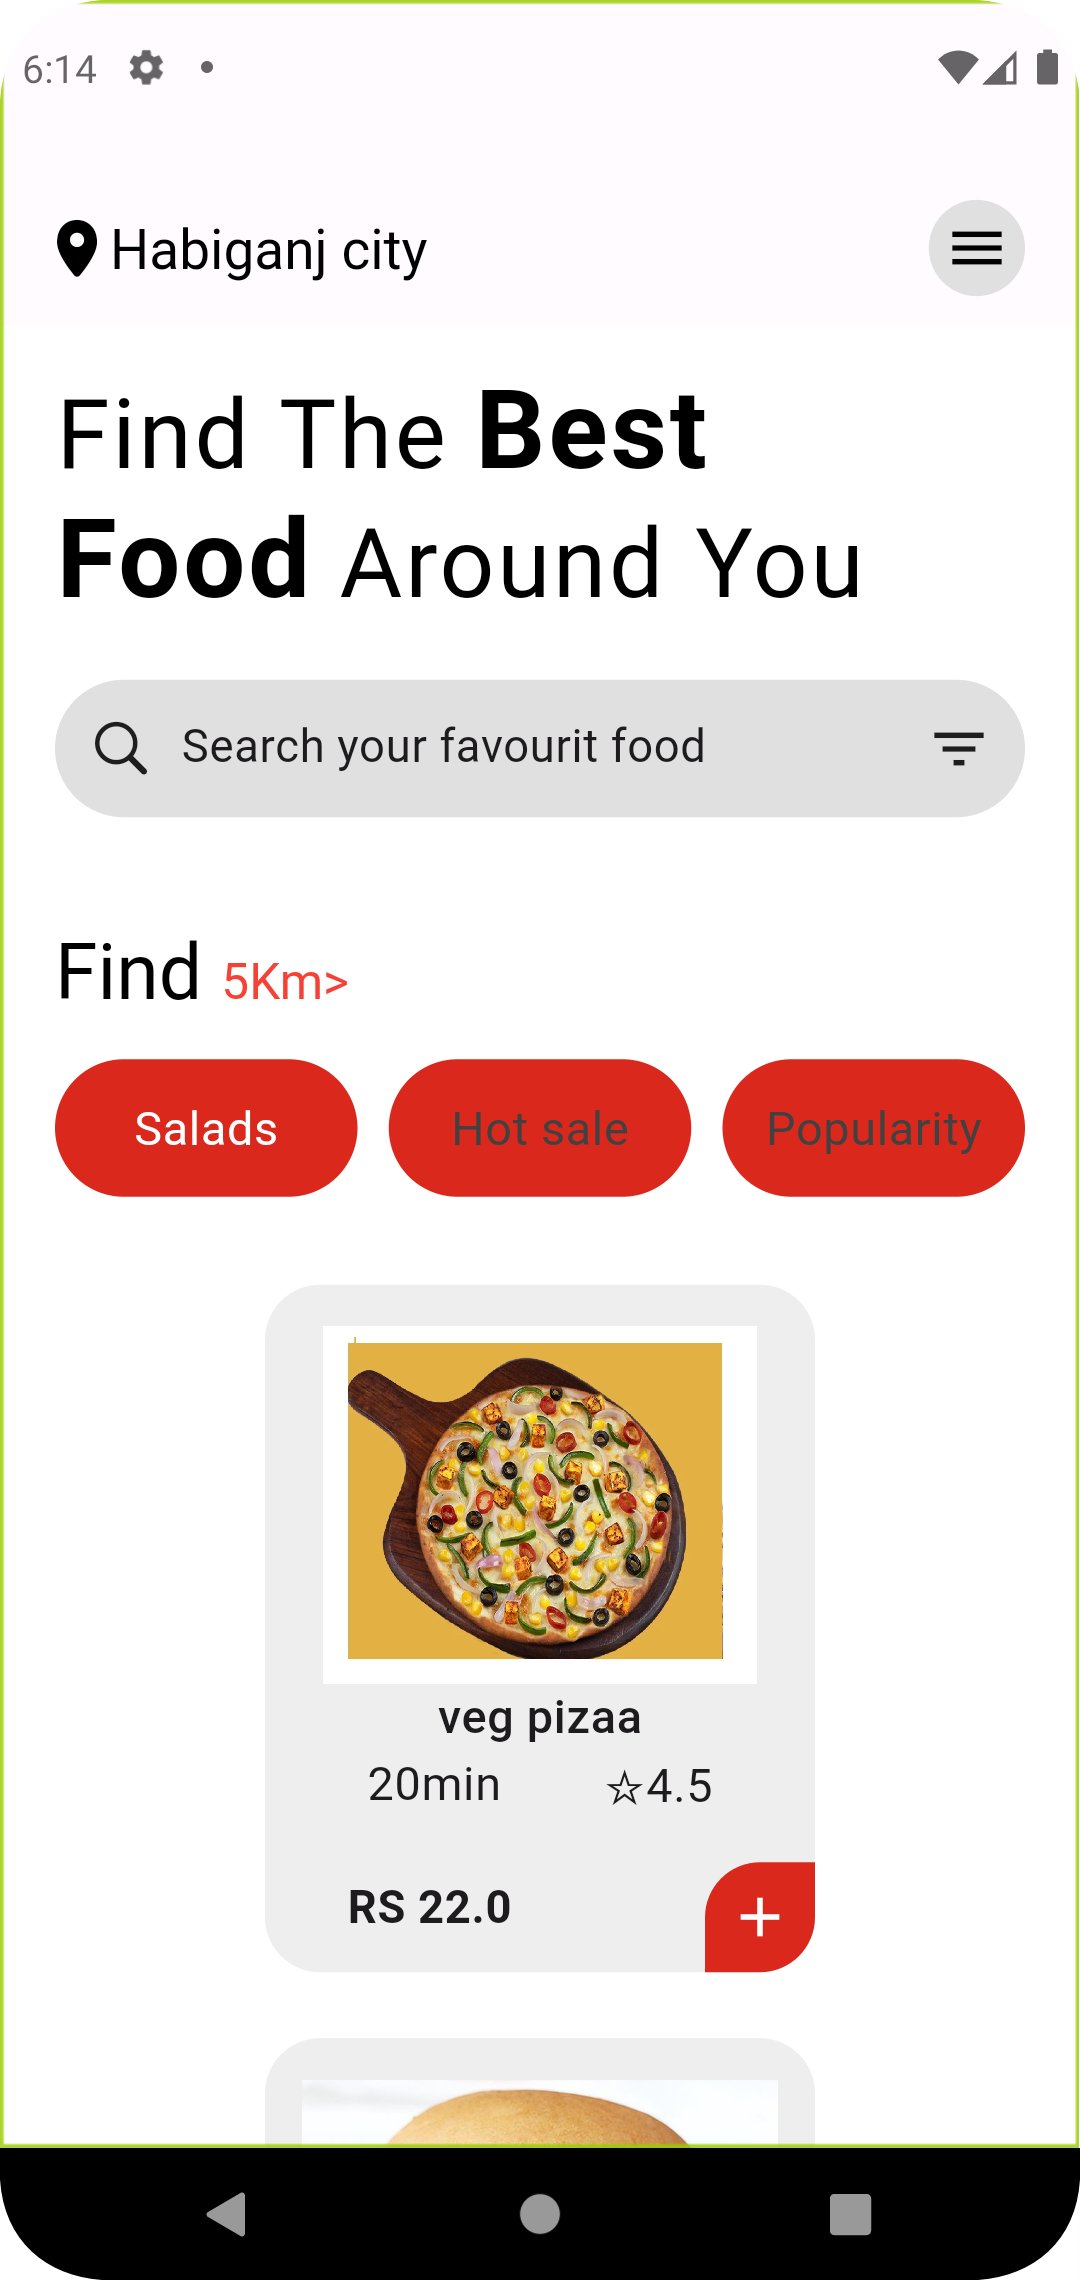 6:14
Habiganj city
Find The Best
Food Around You
Search your favourit food
Find 5Km>
Salads Hot sale Popularity
veg pizaa
20min ☆4.5
RS 22.0 +